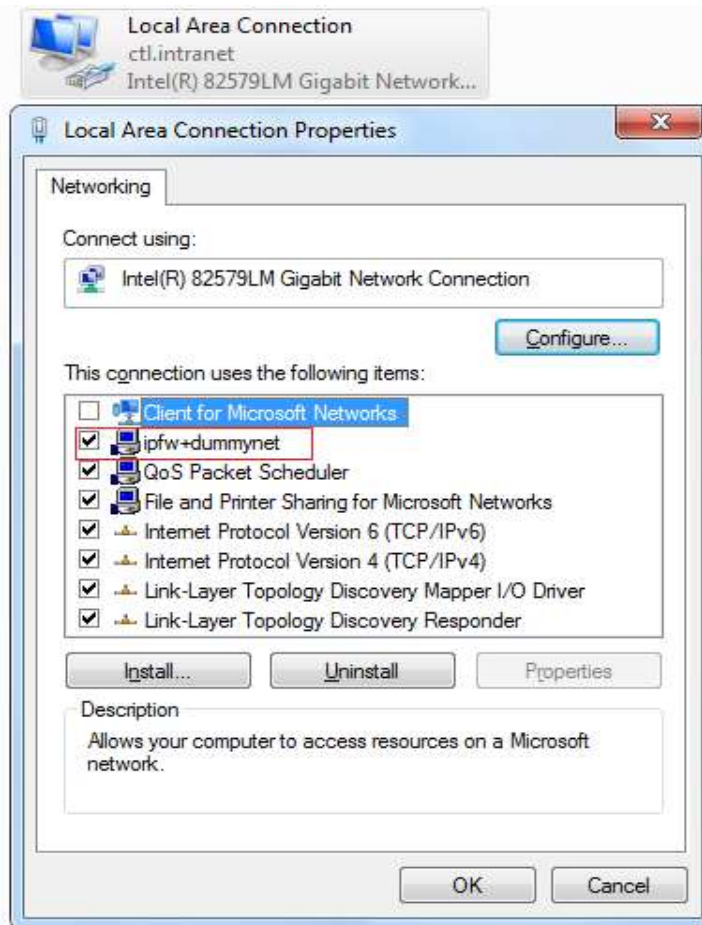 Local Area Connection
ctl.intranet
Intel(R) 82579LM Gigabit Network...
Local Area Connection Properties
Networking
Connect using:
Intel(R) 82579LM Gigabit Network Connection
Configure...
This connection uses the following items:
Client for Microsoft Networks
ipfw+dummynet
QoS Packet Scheduler
File and Printer Sharing for Microsoft Networks
Internet Protocol Version 6 (TCP/IPv6)
Internet Protocol Version 4 (TCP/IPv4)
Link-Layer Topology Discovery Mapper I/O Driver
Link-Layer Topology Discovery Responder
Install... Uninstall Properties
Description
Allows your computer to access resources on a Microsoft
network.
OK Cancel